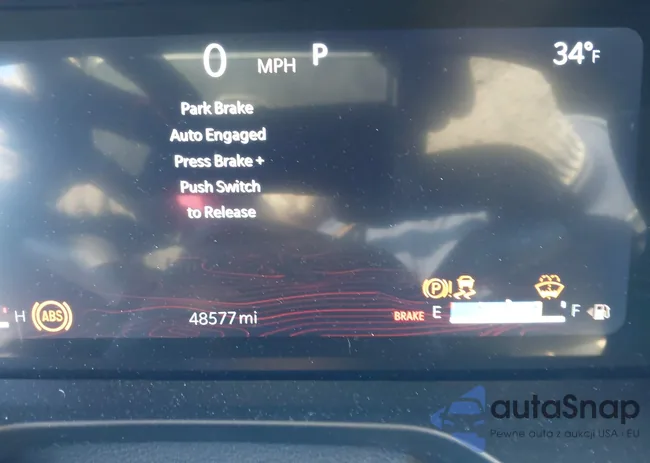 0 MPH P 34°F
Park Brake
Auto Engaged
Press Brake +
Push Switch
to Release
H ABS 48577 mi BRAKE E F
P
autaSnap
Pewne auta z aukcji USA - EU